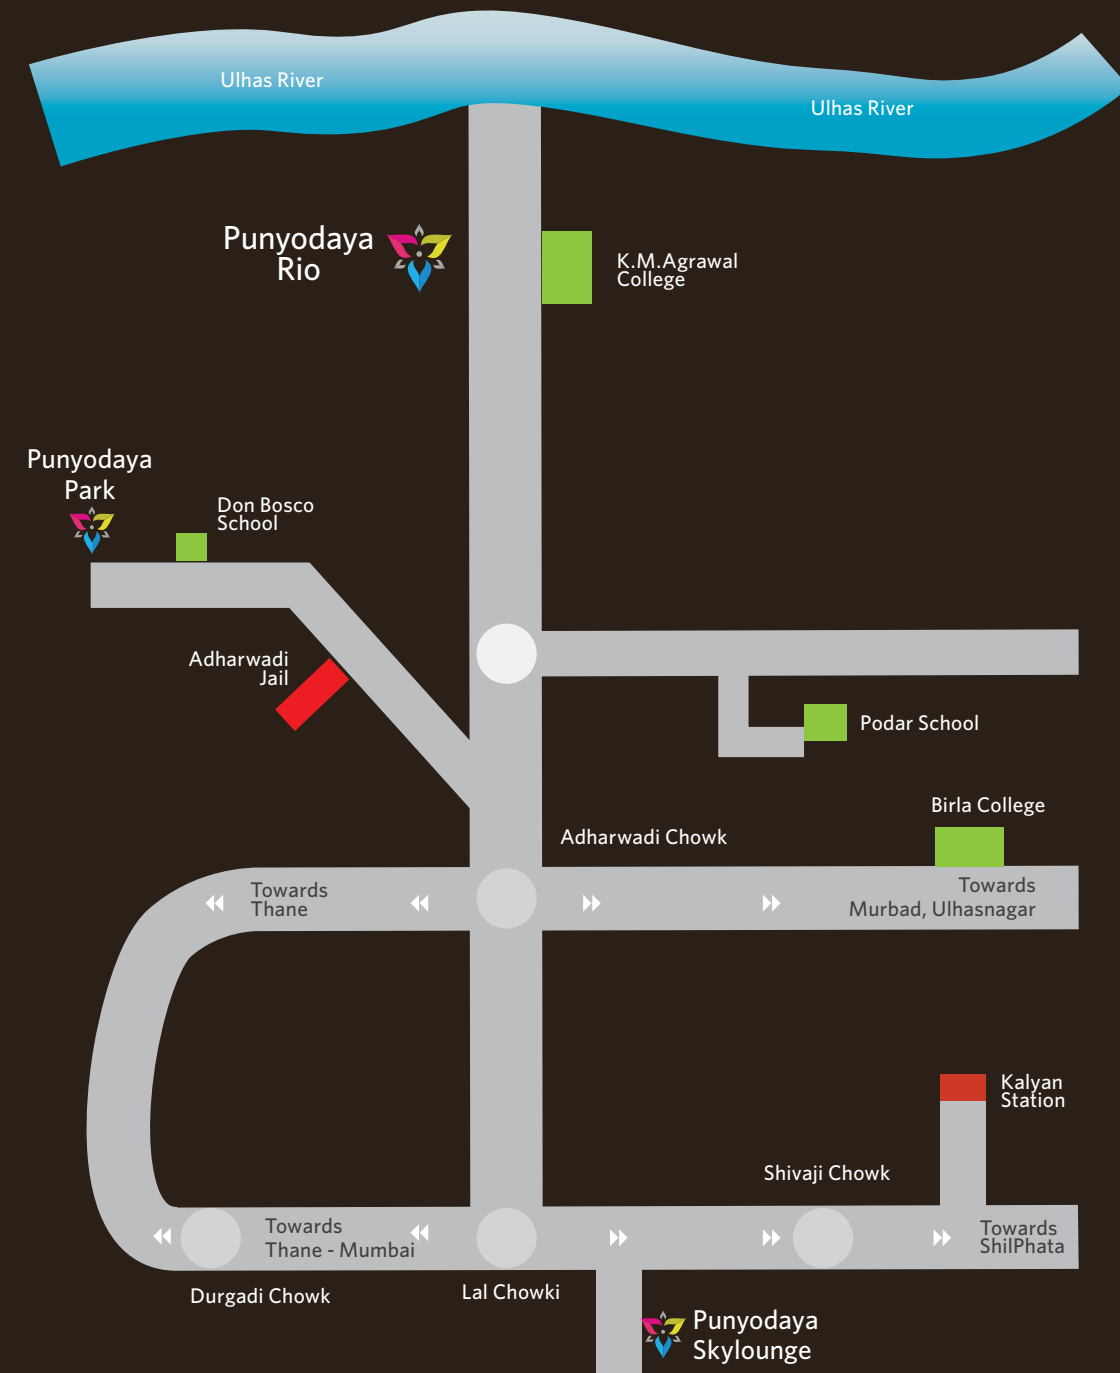 Ulhas River
Ulhas River
Punyodaya
Rio
K.M.Agrawal
College
Punyodaya
Park
Don Bosco
School
Adharwadi
Jail
Podar School
Birla College
Adharwadi Chowk
Towards
Thane
Towards
Murbad, Ulhasnagar
Kalyan
Station
Shivaji Chowk
Towards
Thane - Mumbai
Towards
ShilPhata
Durgadi Chowk
Lal Chowki
Punyodaya
Skylounge